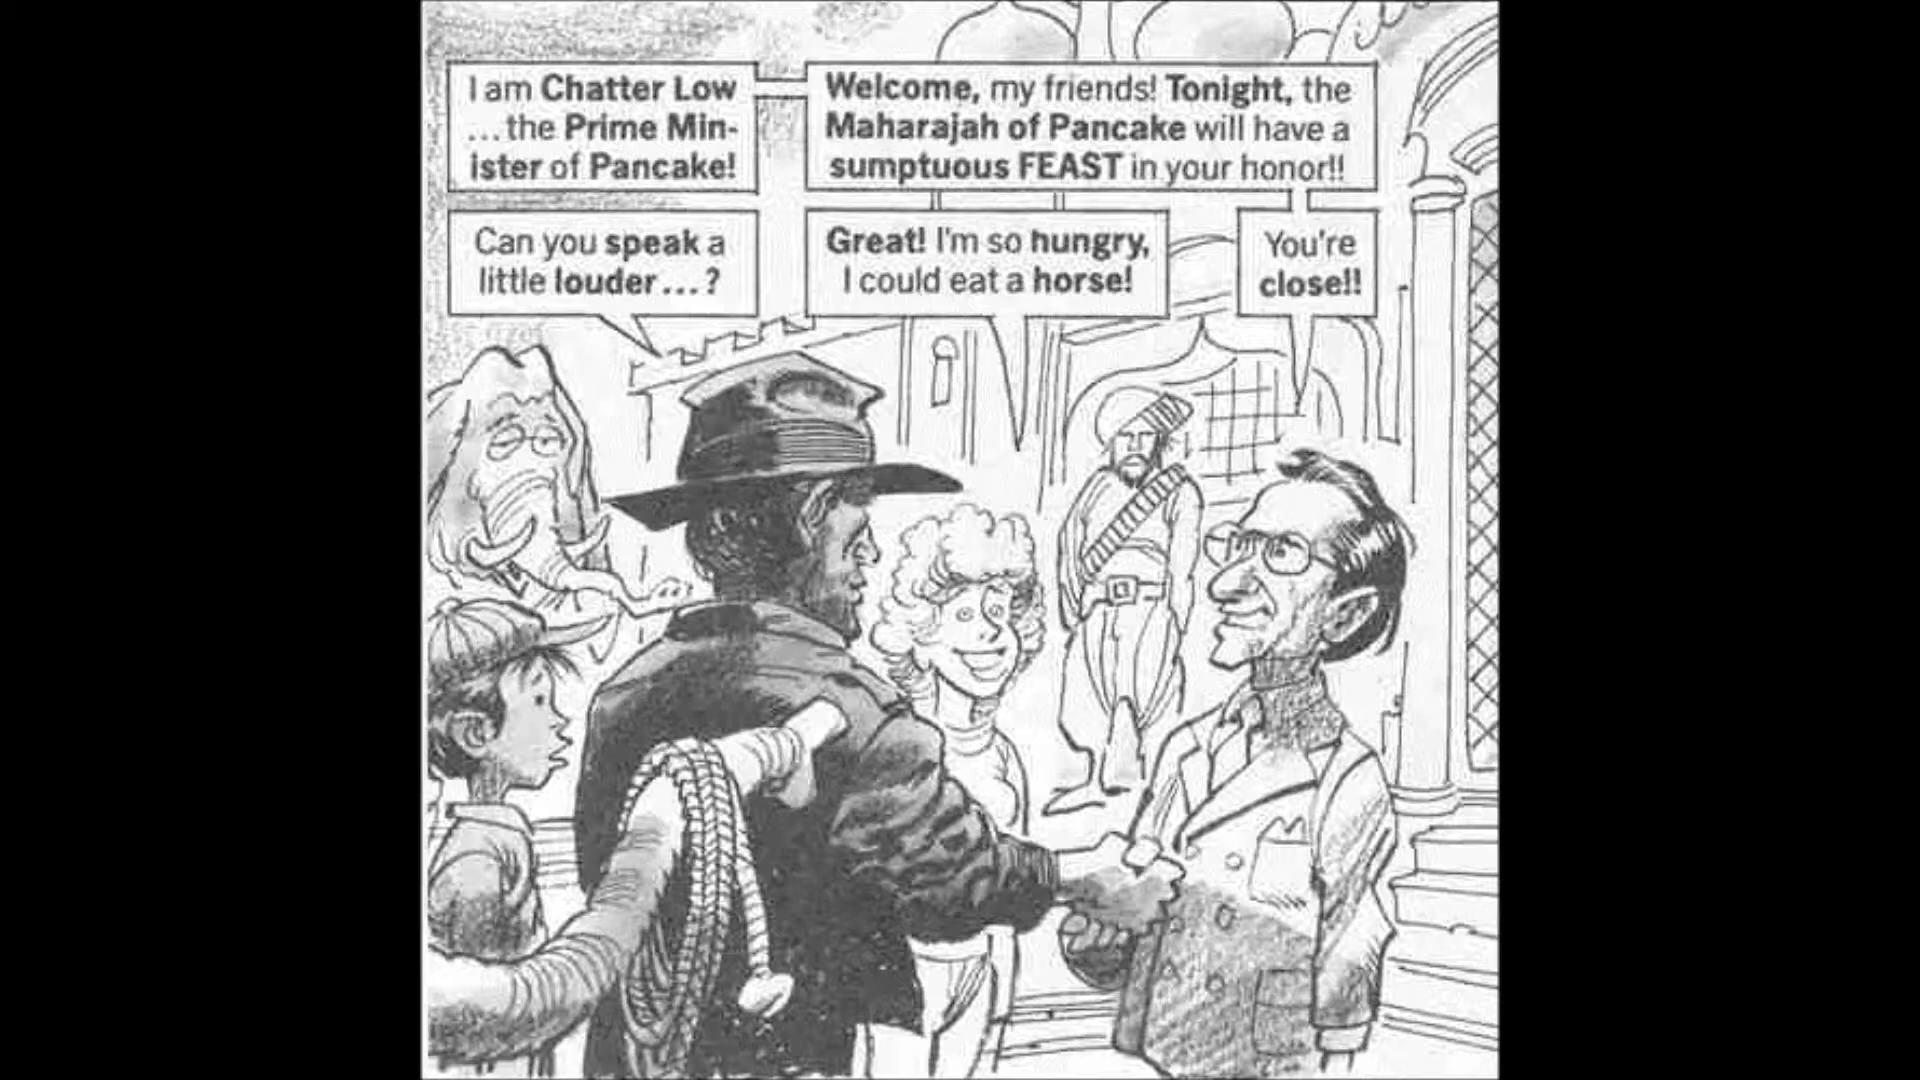 I am Chatter Low
...the Prime Min-
ister of Pancake!
Can you speak a
little louder...?
Welcome, my friends! Tonight, the
Maharajah of Pancake will have a
sumptuous FEAST in your honor!!
Great! I'm so hungry,
I could eat a horse!
You're
close!!